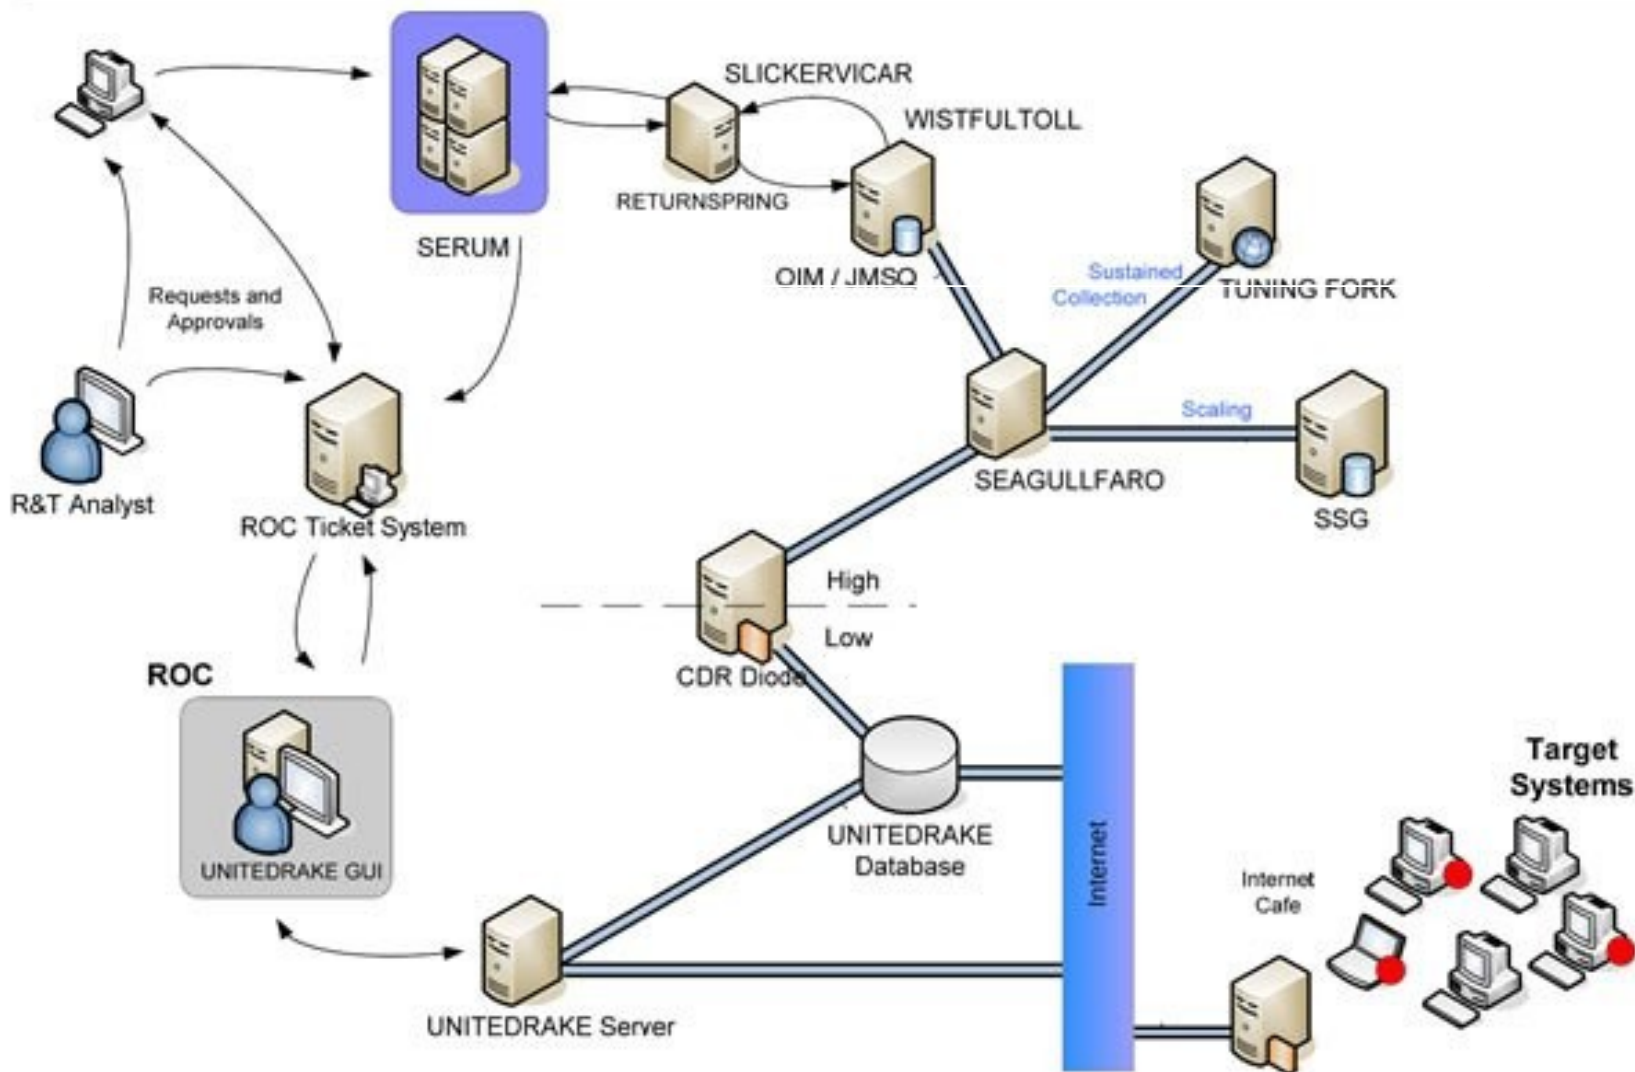 SLICKERVICAR
WISTFULTOLL
RETURNSPRING
SERUM
OIM / JMSQ
Sustained
Collection
TUNING FORK
Requests and
Approvals
Scaling
R&T Analyst
ROC Ticket System
SEAGULLFARO
SSG
High
Low
CDR Diode
ROC
UNITEDRAKE GUI
UNITEDRAKE
Database
Internet
Target
Systems
Internet
Cafe
UNITEDRAKE Server